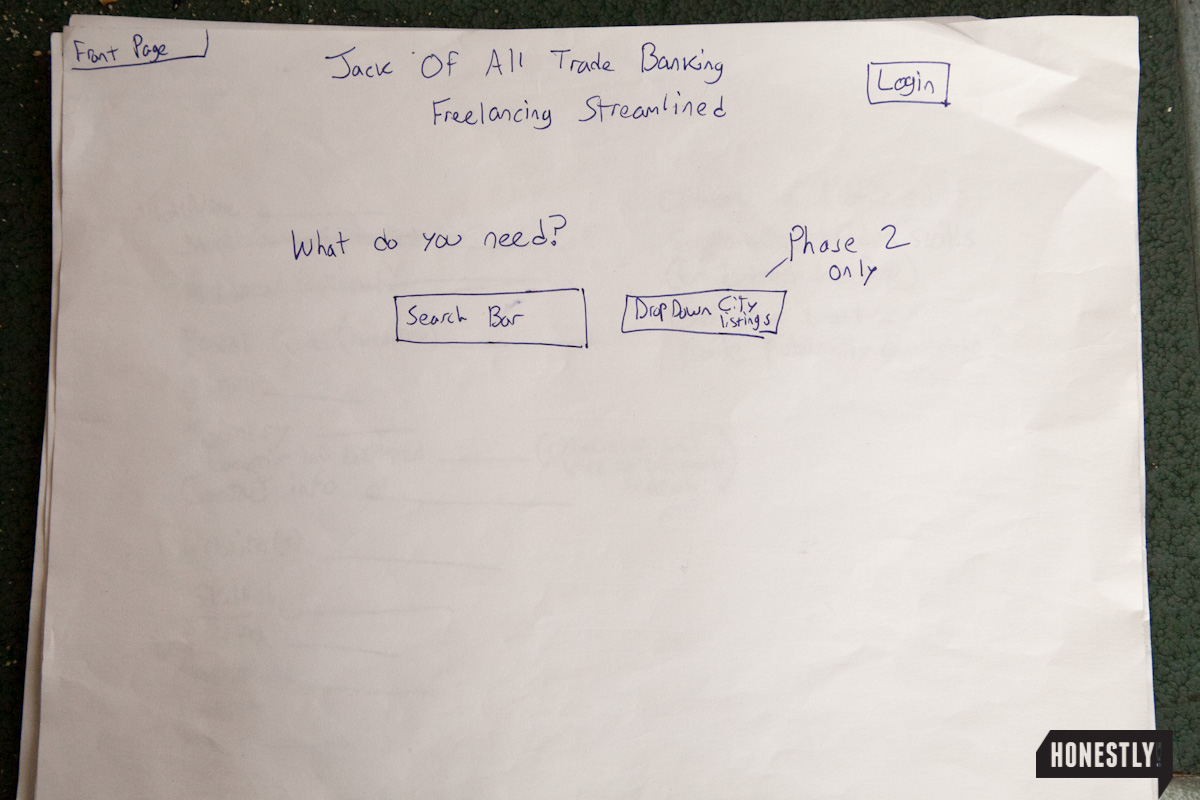 Front Page
Jack Of All Trade Banking
Login
Freelancing Streamlined
What do you need?
Phase 2
only
Search Bar
Drop Down City
listings
HONESTLY